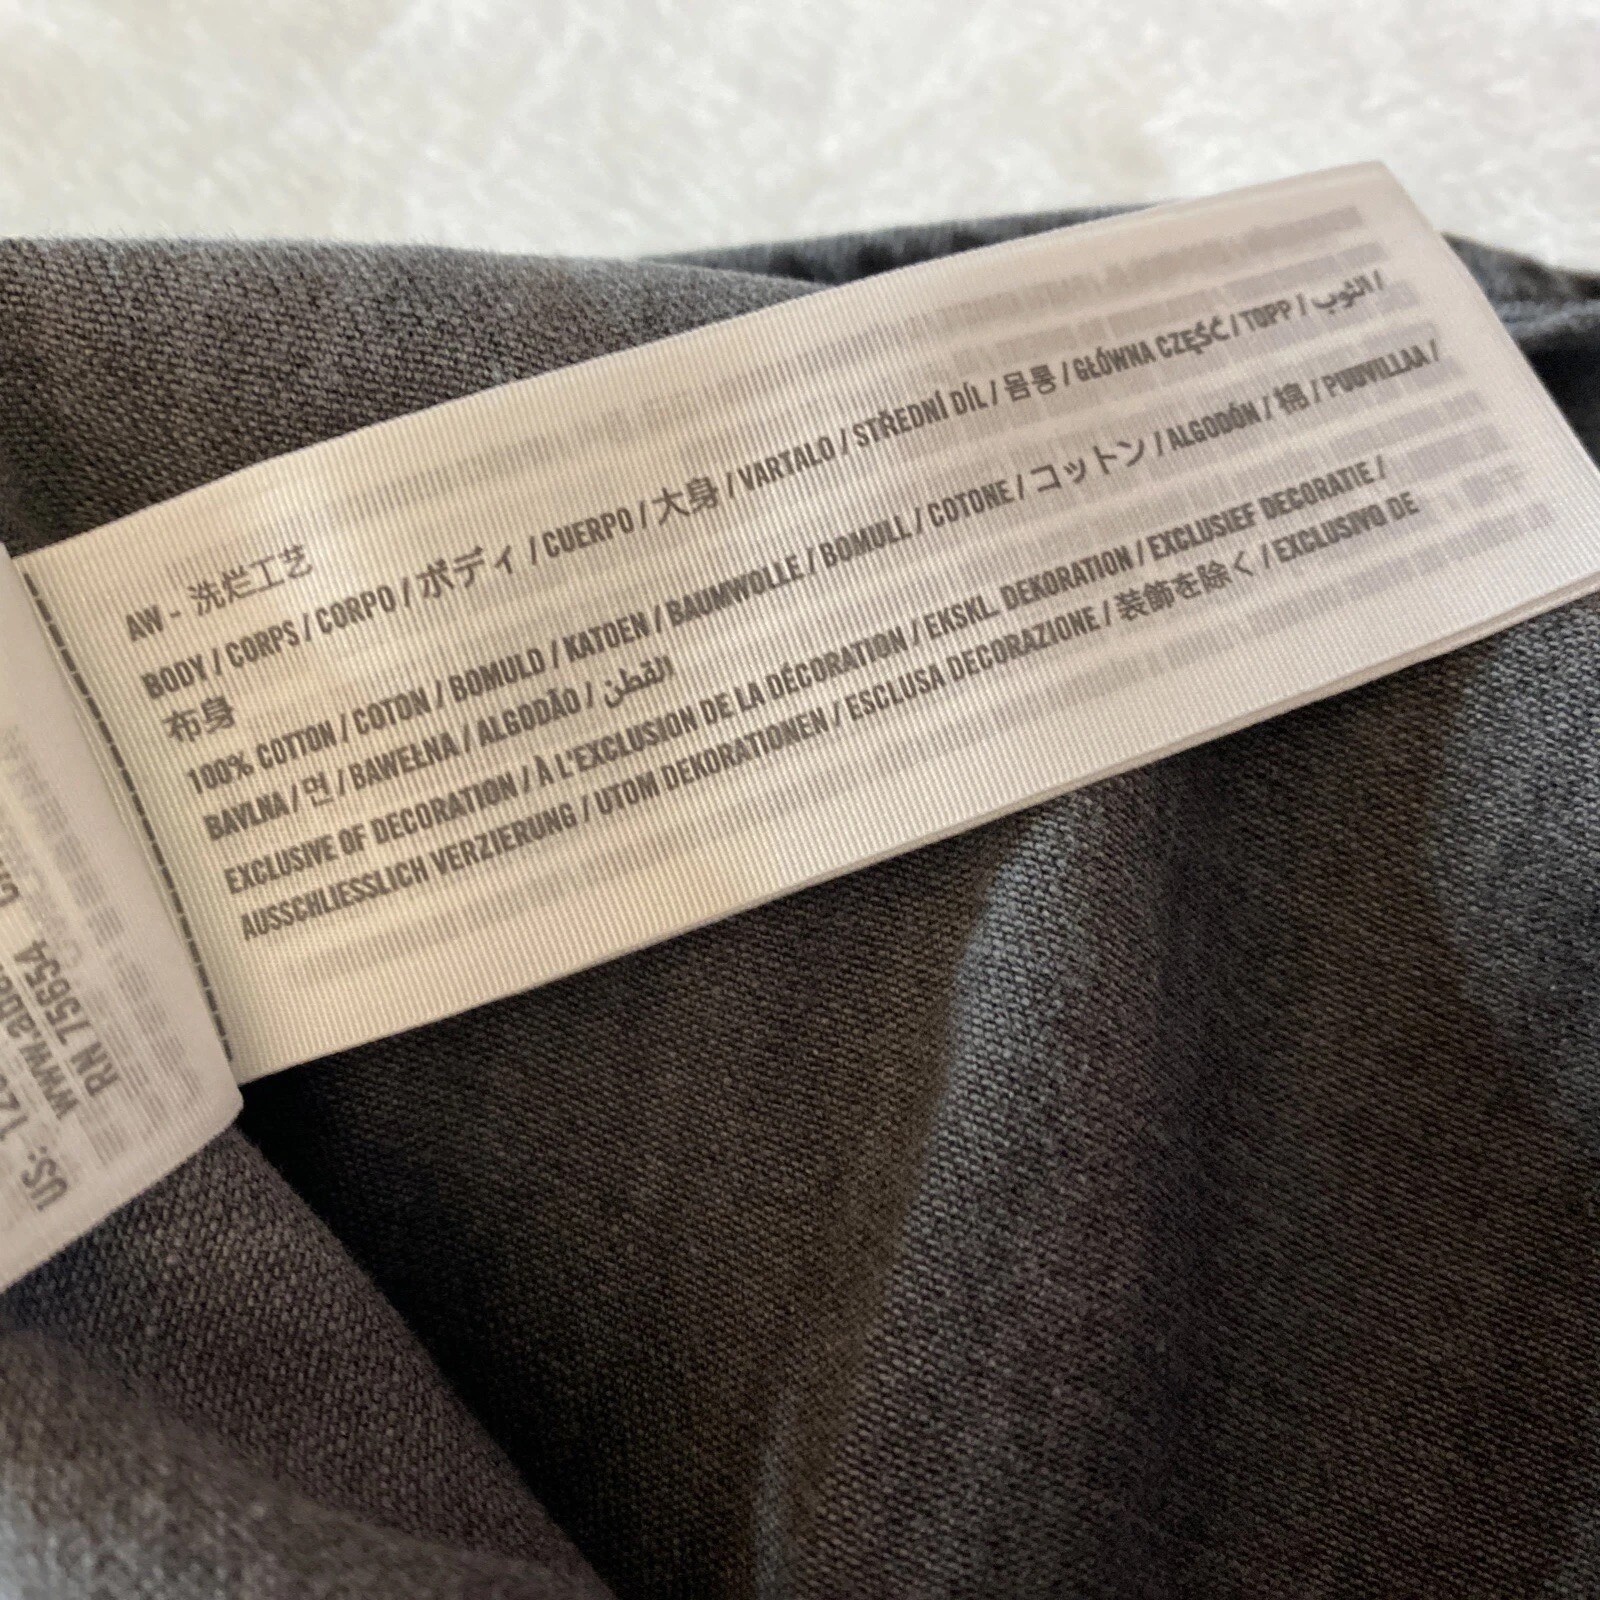 AW - 洗烂工艺
BODY / CORPS / CORPO / ボディ / CUERPO / 大身 / VARTALO / STŘEDNÍ DÍL / 몸통 / GŁÓWNA CZĘŚĆ / TOPP / الثوب /
布身
100% COTTON / COTON / BOMULD / KATOEN / BAUMWOLLE / BOMULL / COTONE / コットン / ALGODÓN / 棉 / PUUVILLAA /
BAVLNA / 면 / BAWEŁNA / ALGODÃO / القطن
EXCLUSIVE OF DECORATION / À L'EXCLUSION DE LA DÉCORATION / EKSKL. DEKORATION / EXCLUSIEF DECORATIE /
AUSSCHLIESSLICH VERZIERUNG / UTOM DEKORATIONEN / ESCLUSA DECORAZIONE / 装飾を除く / EXCLUSIVO DE
US:
RN 75654